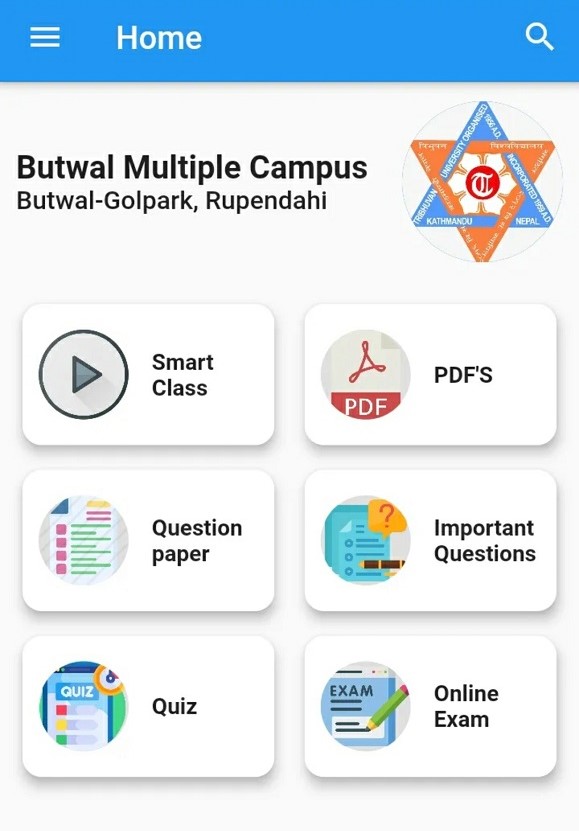 Home
Butwal Multiple Campus
Butwal-Golpark, Rupendahi
त्रिभुवन विश्वविद्यालय
UNIVERSITY ORGANISED
INCORPORATED 1959 A.D.
TRIBHUVAN
KATHMANDU NEPAL
Smart
Class
PDF
PDF'S
Question
paper
?
Important
Questions
QUIZ
Quiz
EXAM
Online
Exam